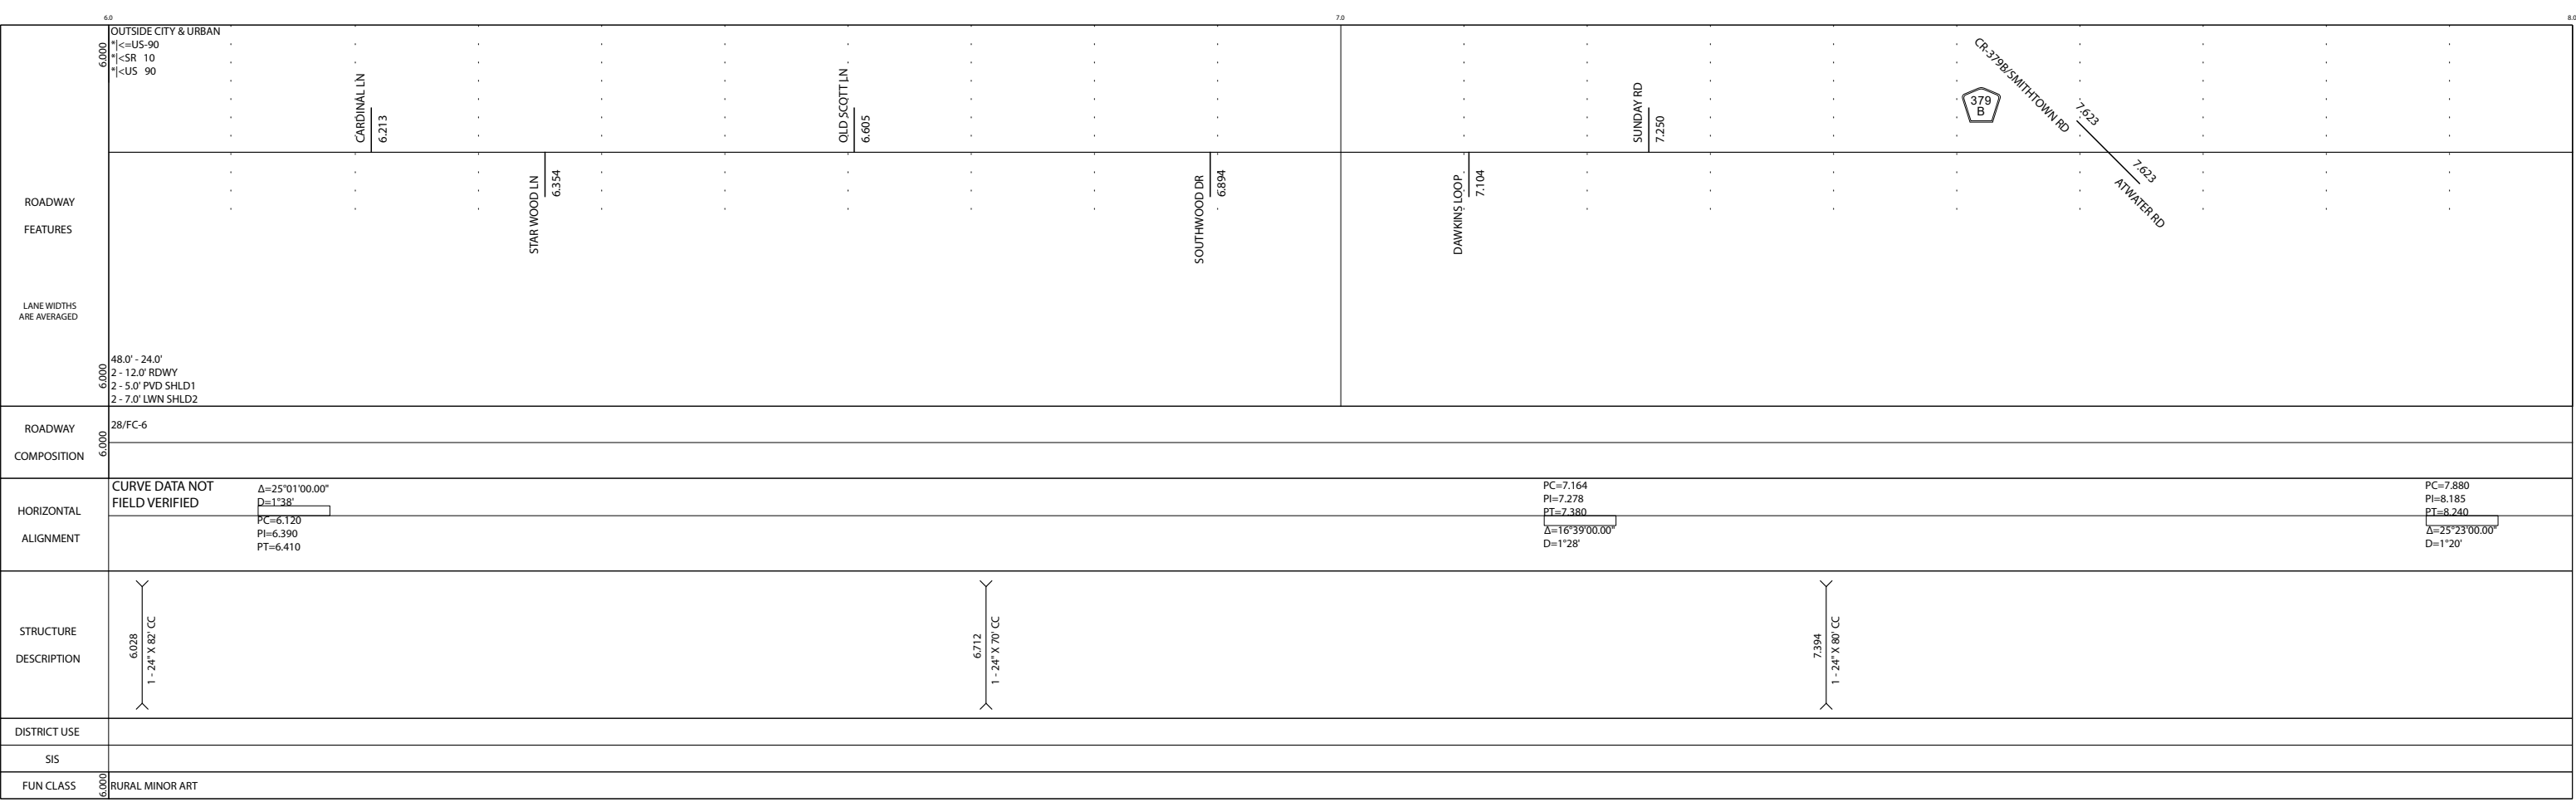 6.0
7.0
8.0
6.000
OUTSIDE CITY & URBAN
*|<=US-90
*|<SR 10
*|<US 90
CARDINAL LN
6.213
STAR WOOD LN
6.354
OLD SCOTT LN
6.605
SOUTHWOOD DR
6.894
DAWKINS LOOP
7.104
SUNDAY RD
7.250
379
B
CR-379B/SMITHTOWN RD
7.623
7.623
ATWATER RD
ROADWAY
FEATURES
LANE WIDTHS
ARE AVERAGED
6.000
48.0' - 24.0'
2 - 12.0' RDWY
2 - 5.0' PVD SHLD1
2 - 7.0' LWN SHLD2
ROADWAY
COMPOSITION
6.000
28/FC-6
HORIZONTAL
ALIGNMENT
CURVE DATA NOT
FIELD VERIFIED
Δ=25°01'00.00"
D=1°38'
PC=6.120
PI=6.390
PT=6.410
PC=7.164
PI=7.278
PT=7.380
Δ=16°39'00.00"
D=1°28'
PC=7.880
PI=8.185
PT=8.240
Δ=25°23'00.00"
D=1°20'
STRUCTURE
DESCRIPTION
6.028
1 - 24" X 82' CC
6.712
1 - 24" X 70' CC
7.394
1 - 24" X 80' CC
DISTRICT USE
SIS
FUN CLASS
6.000
RURAL MINOR ART